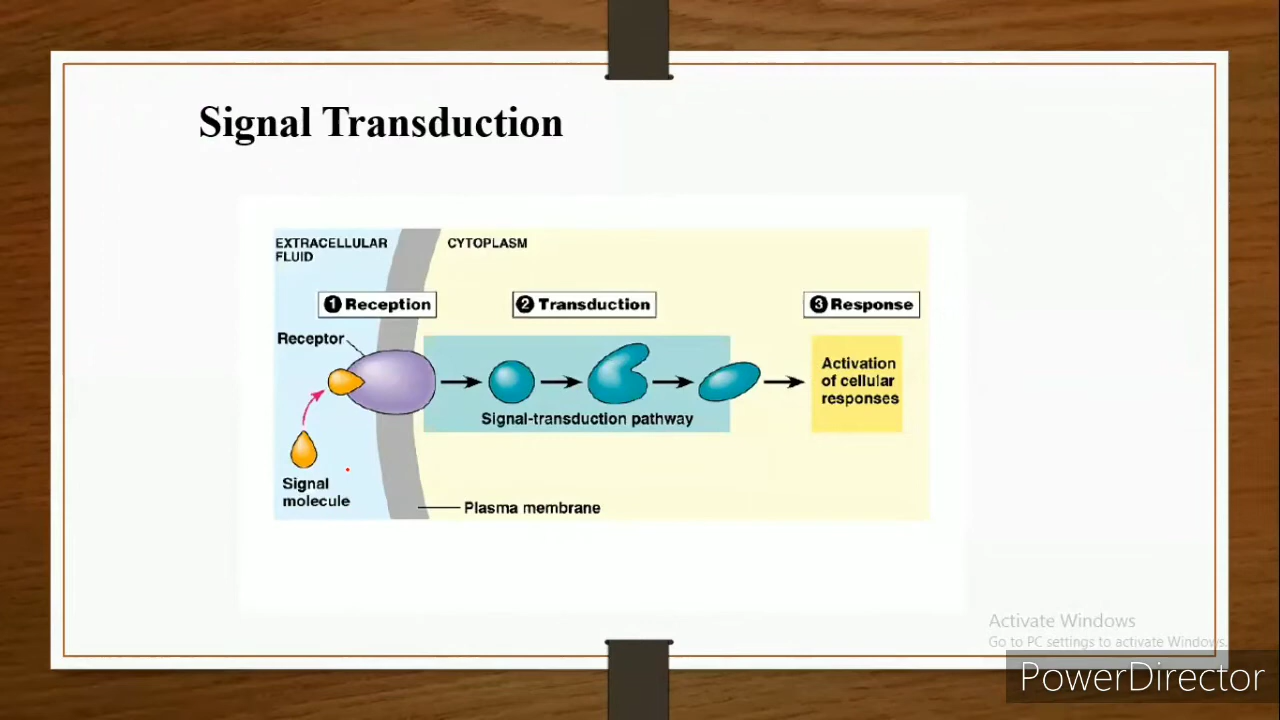 Signal Transduction
EXTRACELLULAR
FLUID
CYTOPLASM
❶ Reception
❷ Transduction
❸ Response
Receptor
Activation
of cellular
responses
Signal-transduction pathway
Signal
molecule
Plasma membrane
Activate Windows
Go to PC settings to activate Windows.
PowerDirector